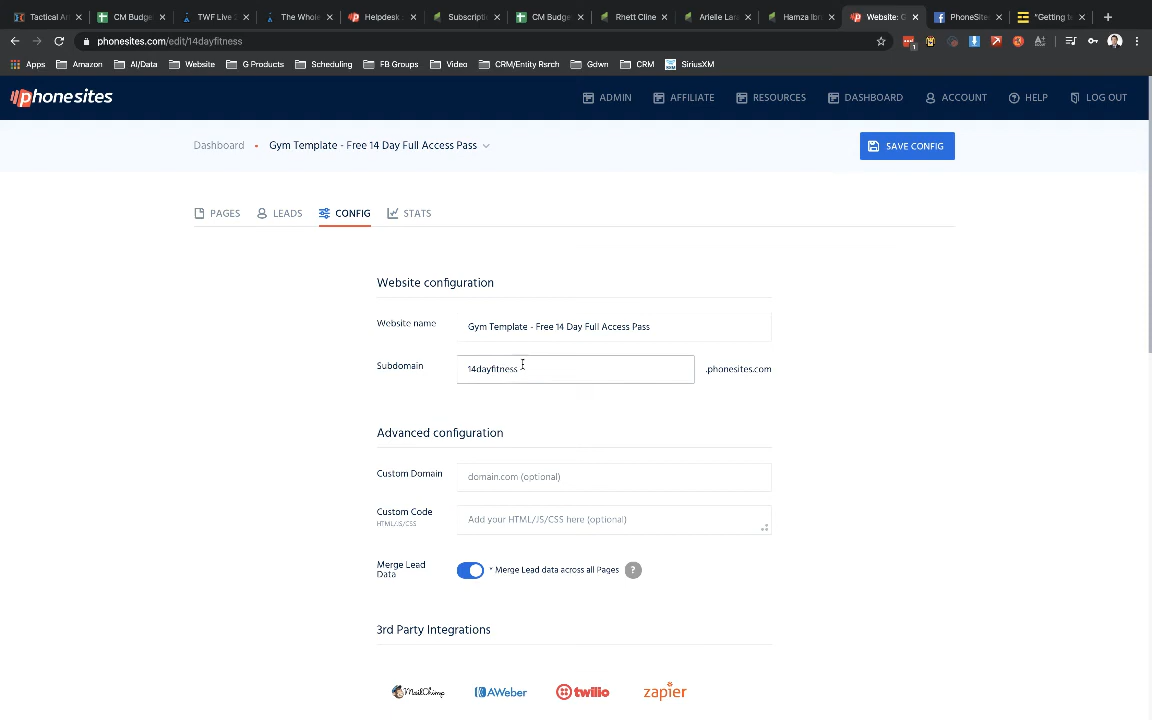 Tactical Ar CM Budge TWF Live 2 The Whole Helpdesk Subscripti CM Budge Rhett Cline Arielle Lara Hamza Ibr Website: G PhoneSite "Getting t
phonesites.com/edit/14dayfitness
Apps Amazon AI/Data Website G Products Scheduling FB Groups Video CRM/Entity Rsrch Gdwn CRM SiriusXM
phonesites ADMIN AFFILIATE RESOURCES DASHBOARD ACCOUNT HELP LOG OUT
Dashboard • Gym Template - Free 14 Day Full Access Pass SAVE CONFIG
PAGES LEADS CONFIG STATS
Website configuration
Website name Gym Template - Free 14 Day Full Access Pass
Subdomain 14dayfitness .phonesites.com
Advanced configuration
Custom Domain domain.com (optional)
Custom Code Add your HTML/JS/CSS here (optional)
HTML/JS/CSS
Merge Lead * Merge Lead data across all Pages ?
Data
3rd Party Integrations
MailChimp AWeber twilio zapier